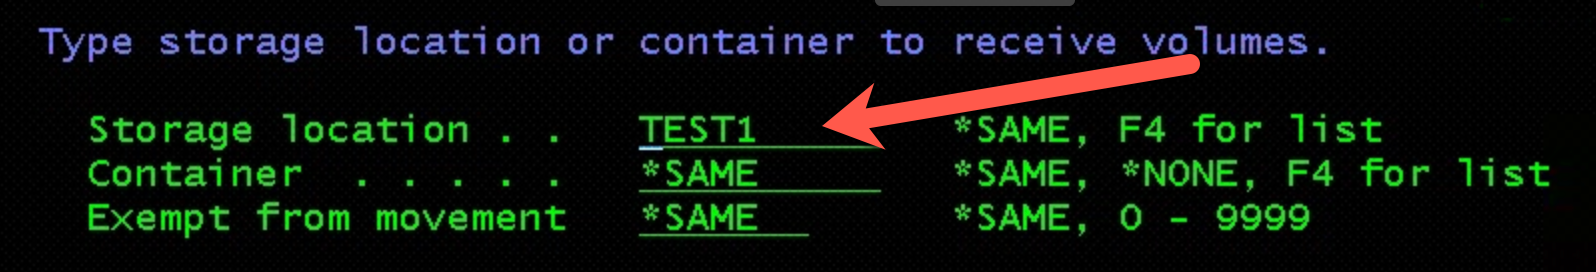 Type storage location or container to receive volumes.
Storage location . . TEST1 *SAME, F4 for list
Container . . . . . *SAME *SAME, *NONE, F4 for list
Exempt from movement *SAME *SAME, 0 - 9999